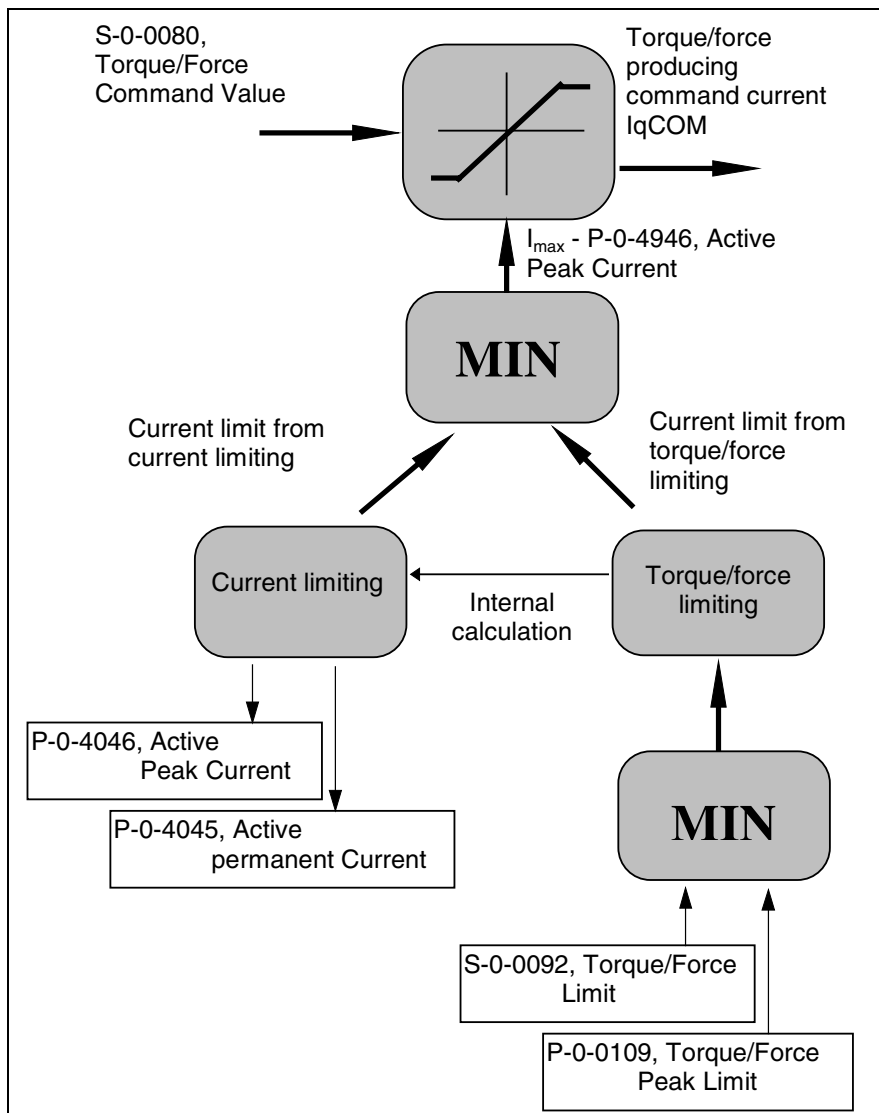 S-0-0080,
Torque/Force
Command Value
Torque/force
producing
command current
IqCOM
Imax - P-0-4946, Active
Peak Current
MIN
Current limit from
current limiting
Current limit from
torque/force
limiting
Current limiting
Internal
calculation
Torque/force
limiting
P-0-4046, Active
Peak Current
P-0-4045, Active
permanent Current
MIN
S-0-0092, Torque/Force
Limit
P-0-0109, Torque/Force
Peak Limit